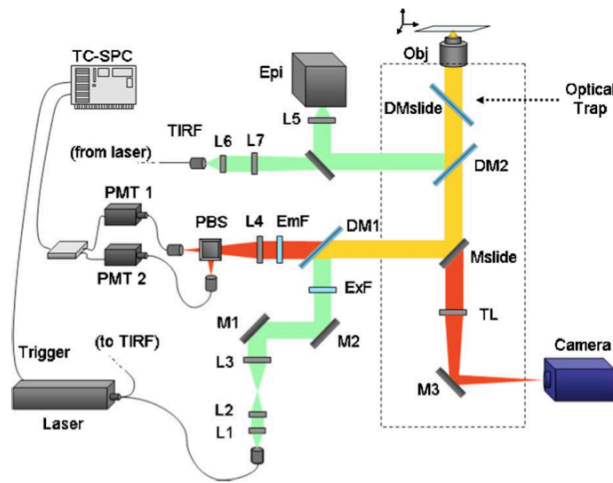 TC-SPC
Epi
Obj
Optical
Trap
DMslide
L5
TIRF
L6
L7
(from laser)
DM2
PMT 1
PBS
L4
EmF
DM1
PMT 2
Mslide
ExF
TL
M1
M2
Trigger
(to TIRF)
L3
Camera
M3
L2
L1
Laser